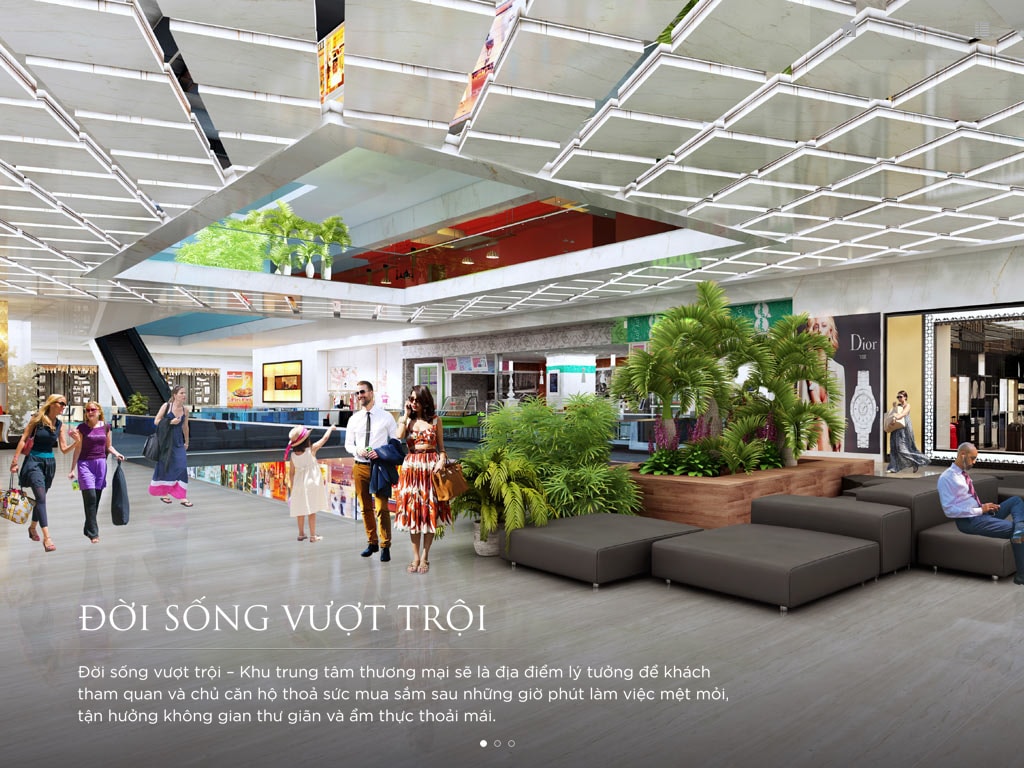 Dior
VIII
ĐỜI SỐNG VƯỢT TRỘI
Đời sống vượt trội – Khu trung tâm thương mại sẽ là địa điểm lý tưởng để khách
tham quan và chủ căn hộ thoả sức mua sắm sau những giờ phút làm việc mệt mỏi,
tận hưởng không gian thư giãn và ẩm thực thoải mái.